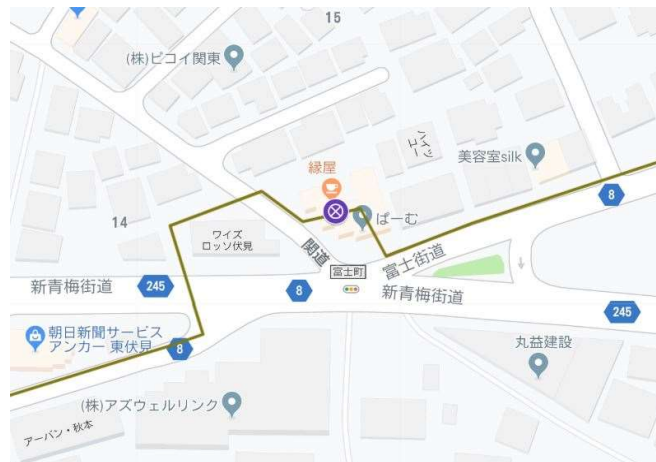 15
(株)ビコイ関東
8
ハイツ
ユニ
縁屋
美容室silk
ぱーむ
14
ワイズ
ロッソ伏見
関道
富士街道
富士町
新青梅街道
245
8
新青梅街道
245
朝日新聞サービス
アンカー 東伏見
8
丸益建設
(株)アズウェルリンク
アーバン・秋本